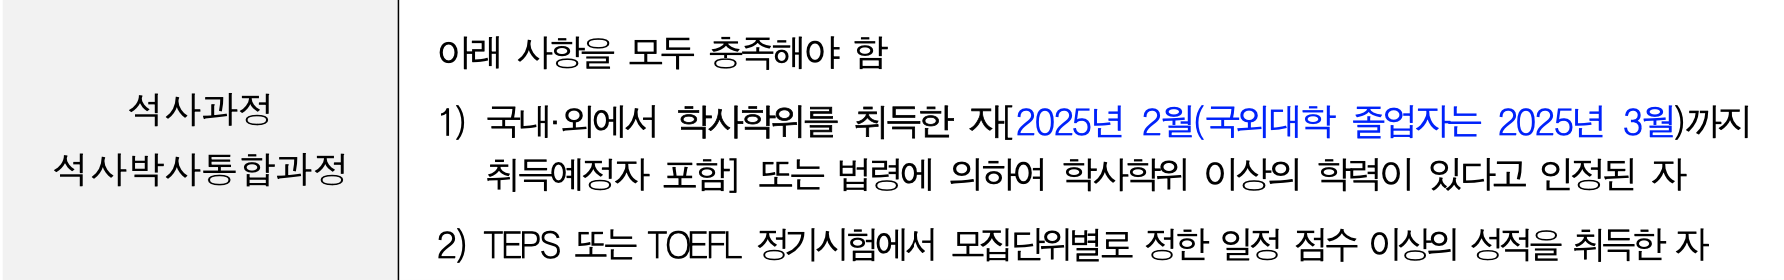 석사과정
석사박사통합과정
아래 사항을 모두 충족해야 함
1) 국내·외에서 학사학위를 취득한 자[2025년 2월(국외대학 졸업자는 2025년 3월)까지
취득예정자 포함] 또는 법령에 의하여 학사학위 이상의 학력이 있다고 인정된 자
2) TEPS 또는 TOEFL 정기시험에서 모집단위별로 정한 일정 점수 이상의 성적을 취득한 자